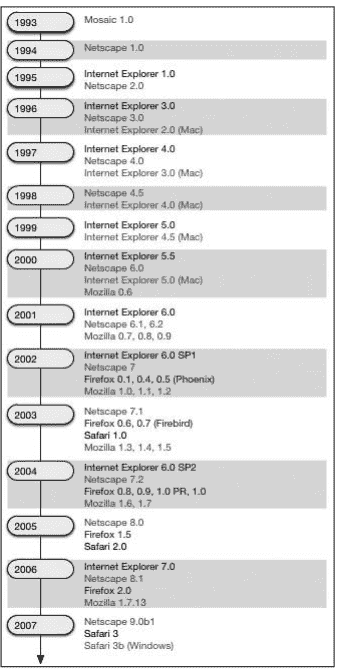 1993
Mosaic 1.0
1994
Netscape 1.0
1995
Internet Explorer 1.0
Netscape 2.0
1996
Internet Explorer 3.0
Netscape 3.0
Internet Explorer 2.0 (Mac)
1997
Internet Explorer 4.0
Netscape 4.0
Internet Explorer 3.0 (Mac)
1998
Netscape 4.5
Internet Explorer 4.0 (Mac)
1999
Internet Explorer 5.0
Internet Explorer 4.5 (Mac)
2000
Internet Explorer 5.5
Netscape 6.0
Internet Explorer 5.0 (Mac)
Mozilla 0.6
2001
Internet Explorer 6.0
Netscape 6.1, 6.2
Mozilla 0.7, 0.8, 0.9
2002
Internet Explorer 6.0 SP1
Netscape 7
Firefox 0.1, 0.4, 0.5 (Phoenix)
Mozilla 1.0, 1.1, 1.2
2003
Netscape 7.1
Firefox 0.6, 0.7 (Firebird)
Safari 1.0
Mozilla 1.3, 1.4, 1.5
2004
Internet Explorer 6.0 SP2
Netscape 7.2
Firefox 0.8, 0.9, 1.0 PR, 1.0
Mozilla 1.6, 1.7
2005
Netscape 8.0
Firefox 1.5
Safari 2.0
2006
Internet Explorer 7.0
Netscape 8.1
Firefox 2.0
Mozilla 1.7.13
2007
Netscape 9.0b1
Safari 3
Safari 3b (Windows)